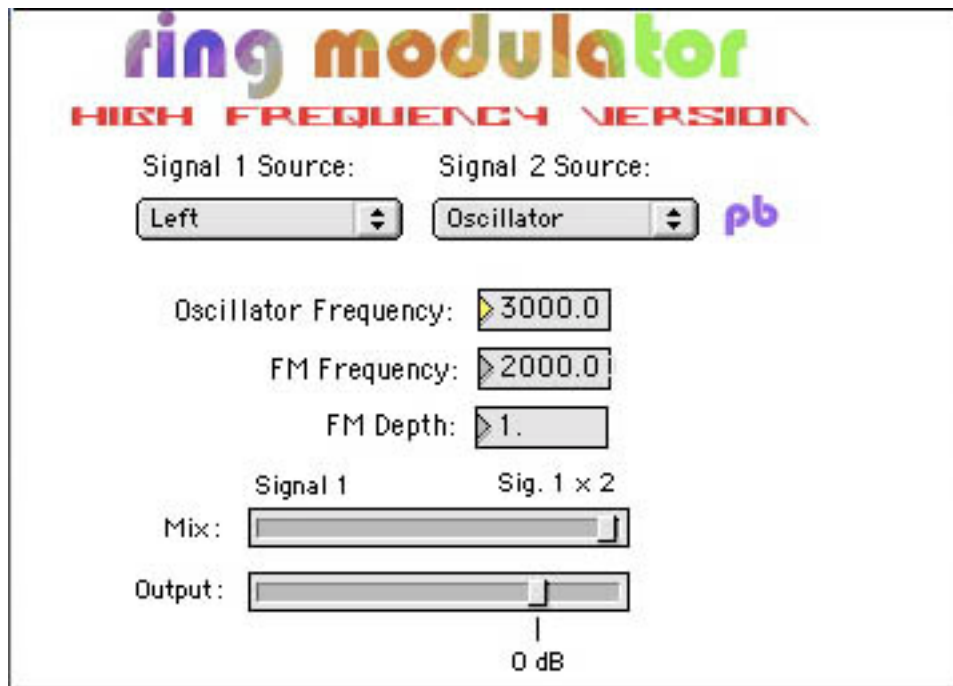 ring modulator
HIGH FREQUENCY VERSION
Signal 1 Source: Signal 2 Source:
Left Oscillator pb
Oscillator Frequency: 3000.0
FM Frequency: 2000.0
FM Depth: 1.
Signal 1 Sig. 1 x 2
Mix:
Output:
0 dB